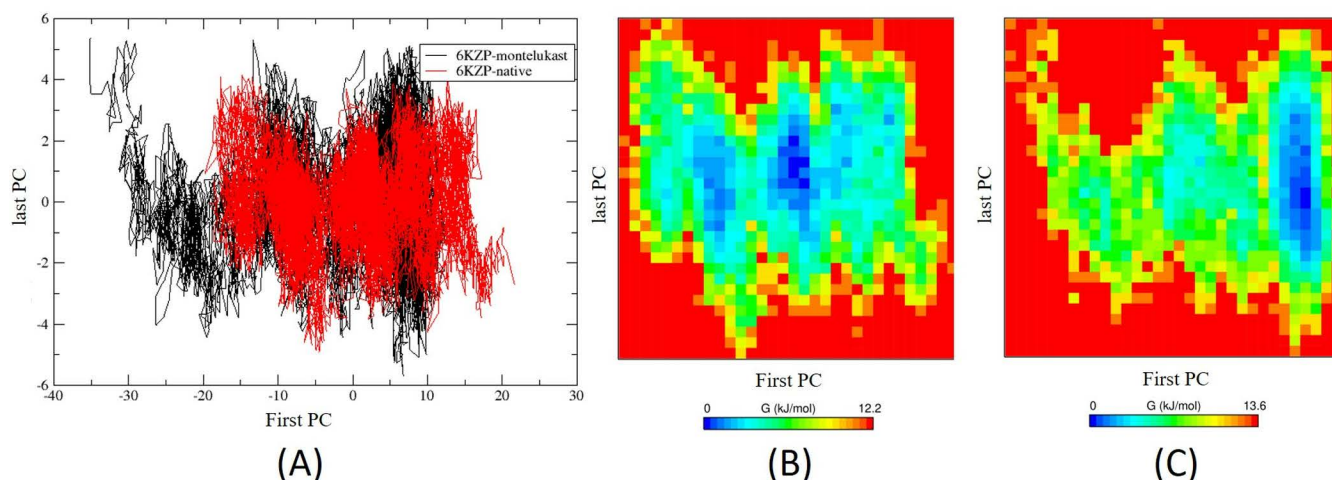 6
4
2
0
-2
-4
-6
last PC
-40
-30
-20
-10
0
10
20
30
First PC
6KZP-montelukast
6KZP-native
(A)
last PC
First PC
0
G (kJ/mol)
12.2
(B)
last PC
First PC
0
G (kJ/mol)
13.6
(C)